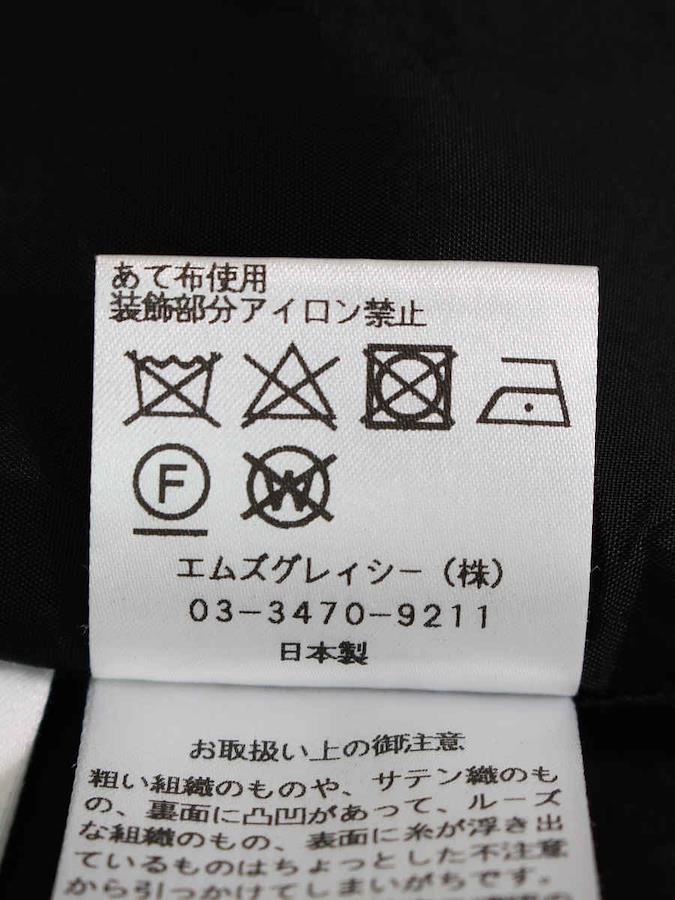 あて布使用
装飾部分アイロン禁止
F
W
エムズグレイシー（株）
03-3470-9211
日本製
お取扱い上の御注意
粗い組織のものや、サテン織のも
の、裏面に凸凹があって、ルーズ
な組織のもの、表面に糸が浮き出
ているものはちょっとした不注意
から引っかけてしまいがちです。